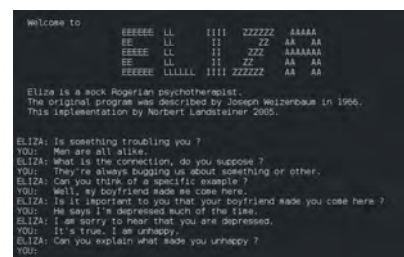 Welcome to
EEEEEE LL IIII ZZZZZZ AAAAA
EE LL II ZZ AA AA
EEEEE LL II ZZZ AAAAAAA
EE LL II ZZ AA AA
EEEEEE LLLLLL IIII ZZZZZZ AA AA
Eliza is a mock Rogerian psychotherapist.
The original program was described by Joseph Weizenbaum in 1966.
This implementation by Norbert Landsteiner 2005.
ELIZA: Is something troubling you ?
YOU: Men are all alike.
ELIZA: What is the connection, do you suppose ?
YOU: They're always bugging us about something or other.
ELIZA: Can you think of a specific example ?
YOU: Well, my boyfriend made me come here.
ELIZA: Is it important to you that your boyfriend made you come here ?
YOU: He says I'm depressed much of the time.
ELIZA: I am sorry to hear that you are depressed.
YOU: It's true. I am unhappy.
ELIZA: Can you explain what made you unhappy ?
YOU: